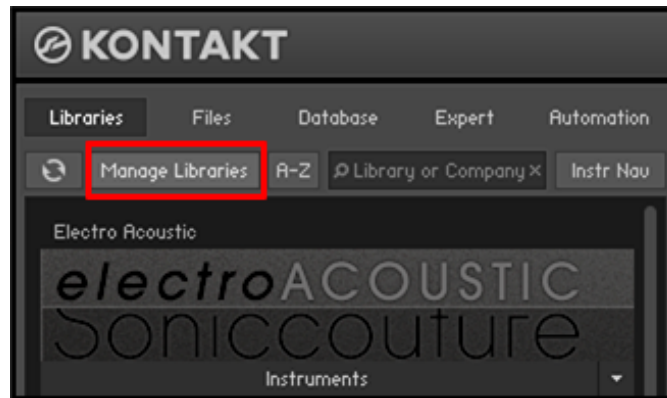 KONTAKT
Libraries Files Database Expert Automation
Manage Libraries A-Z Library or Company × Instr Nav
Electro Acoustic
electroACOUSTIC
Soniccouture
Instruments